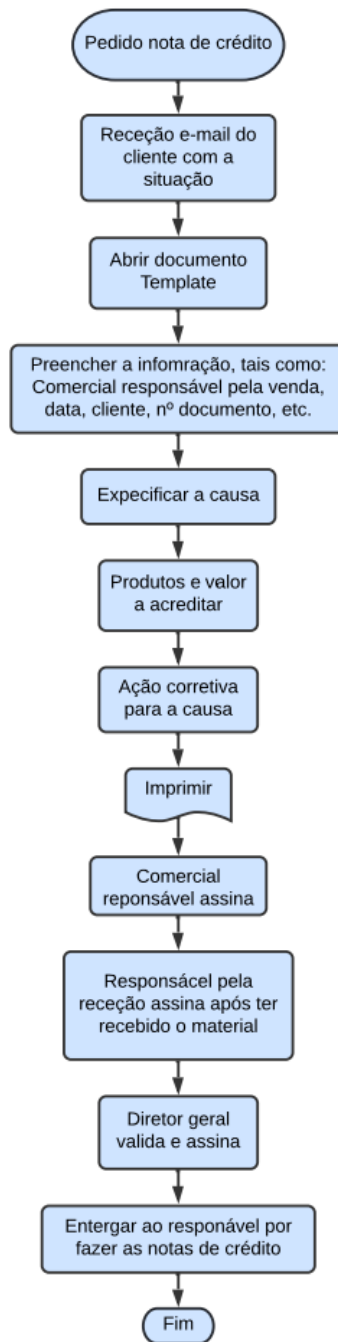 Pedido nota de crédito
Receção e-mail do
cliente com a
situação
Abrir documento
Template
Preencher a infomração, tais como:
Comercial responsável pela venda,
data, cliente, nº documento, etc.
Expecificar a causa
Produtos e valor
a acreditar
Ação corretiva
para a causa
Imprimir
Comercial
reponsável assina
Responsácel pela
receção assina após ter
recebido o material
Diretor geral
valida e assina
Entergar ao responável por
fazer as notas de crédito
Fim